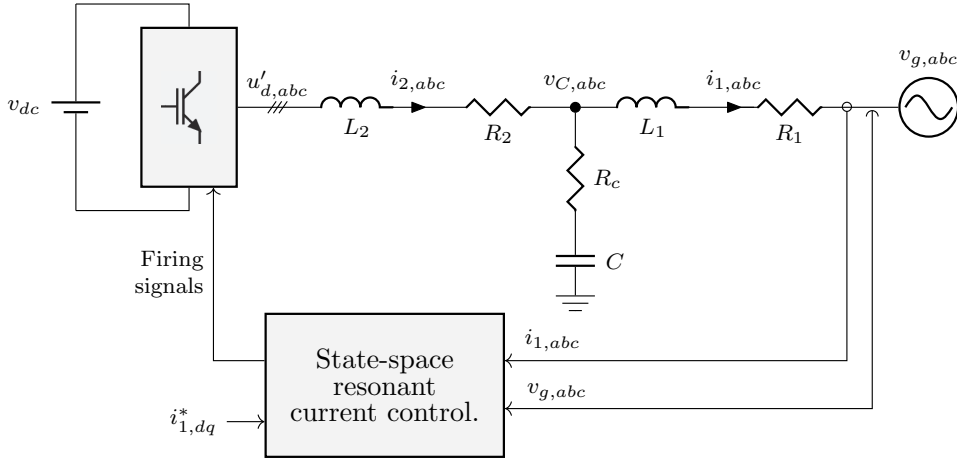 v_{g,abc}
u'_{d,abc}
i_{2,abc}
v_{C,abc}
i_{1,abc}
v_{dc}
L_2
R_2
L_1
R_1
R_c
C
Firing
signals
i_{1,abc}
State-space
resonant
current control.
v_{g,abc}
i^*_{1,dq}